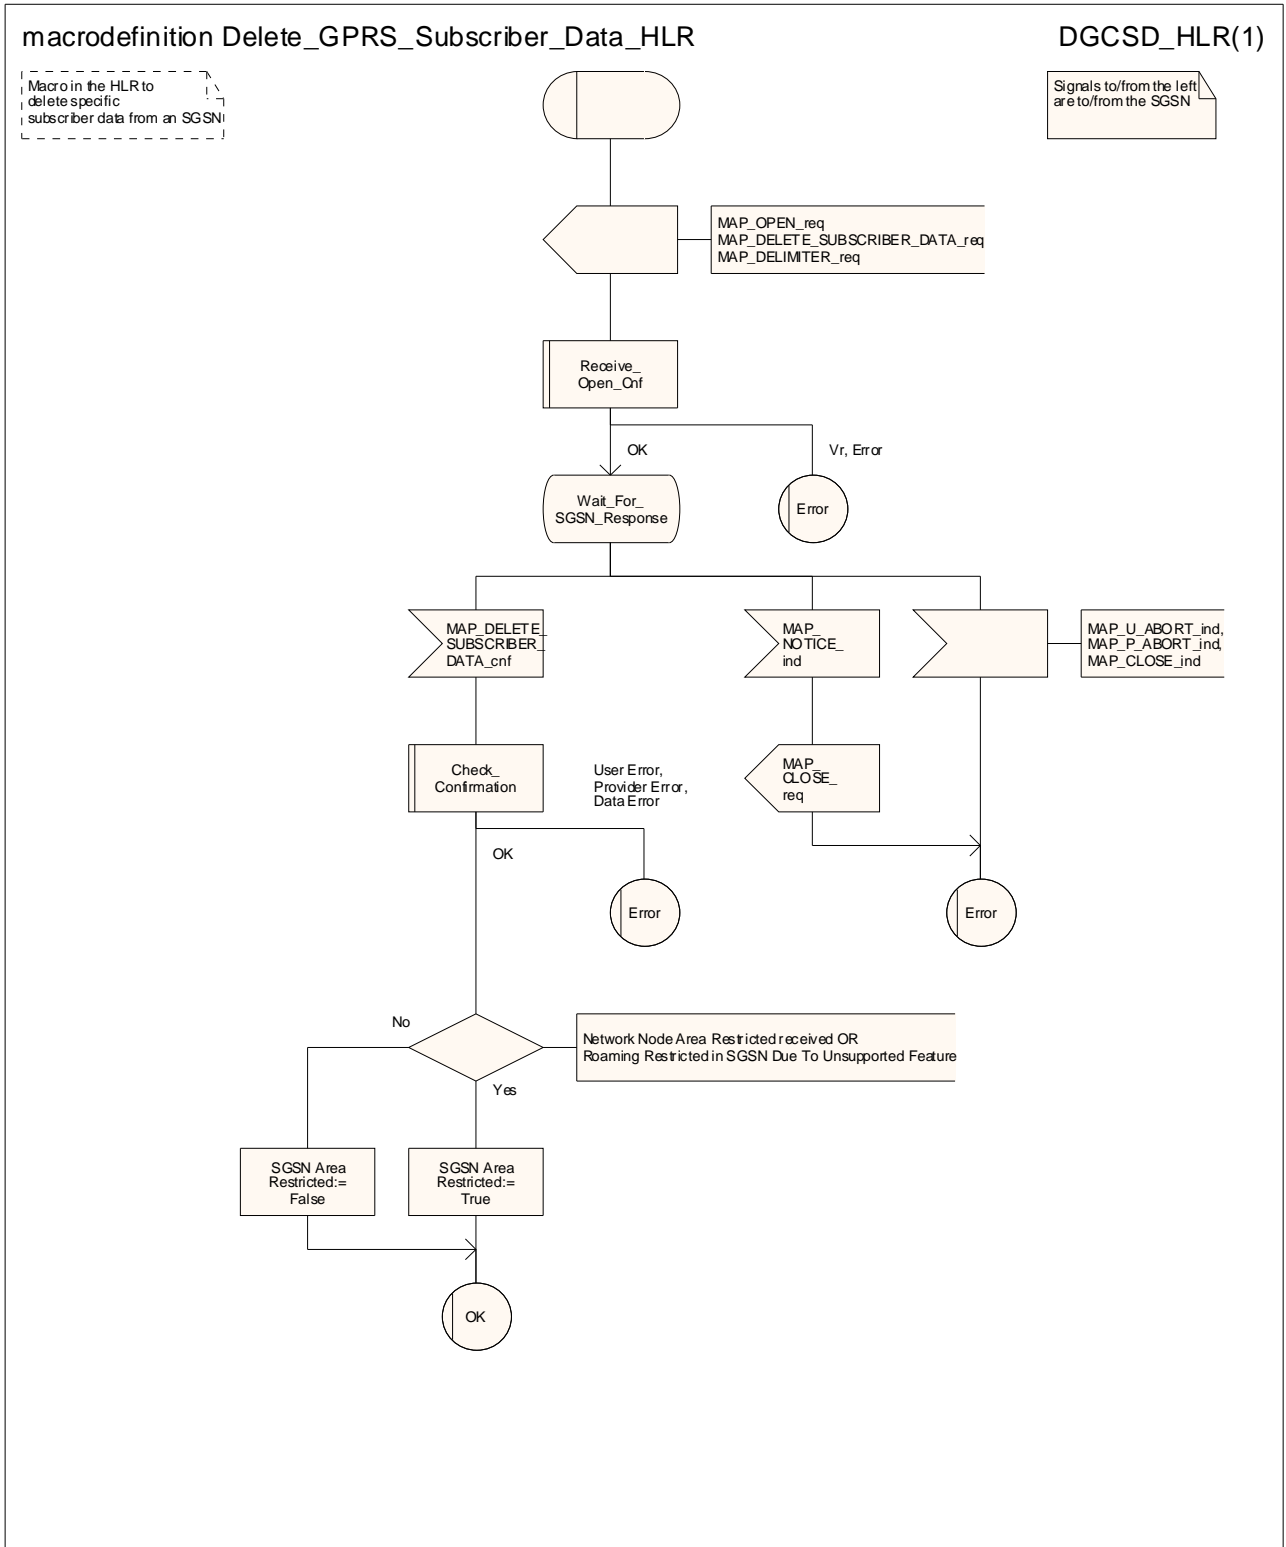 macrodefinition Delete_GPRS_Subscriber_Data_HLR
DGCSD_HLR(1)
Macro in the HLR to
delete specific
subscriber data from an SGSN
Signals to/from the left
are to/from the SGSN
MAP_OPEN_req
MAP_DELETE_SUBSCRIBER_DATA_req
MAP_DELIMITER_req
Receive_
Open_Cnf
OK
Vr, Error
Wait_For_
SGSN_Response
Error
MAP_DELETE_
SUBSCRIBER_
DATA_cnf
MAP_
NOTICE_
ind
MAP_U_ABORT_ind,
MAP_P_ABORT_ind,
MAP_CLOSE_ind
Check_
Confirmation
User Error,
Provider Error,
Data Error
MAP_
CLOSE_
req
OK
Error
Error
No
Network Node Area Restricted received OR
Roaming Restricted in SGSN Due To Unsupported Feature
Yes
SGSN Area
Restricted:=
False
SGSN Area
Restricted:=
True
OK